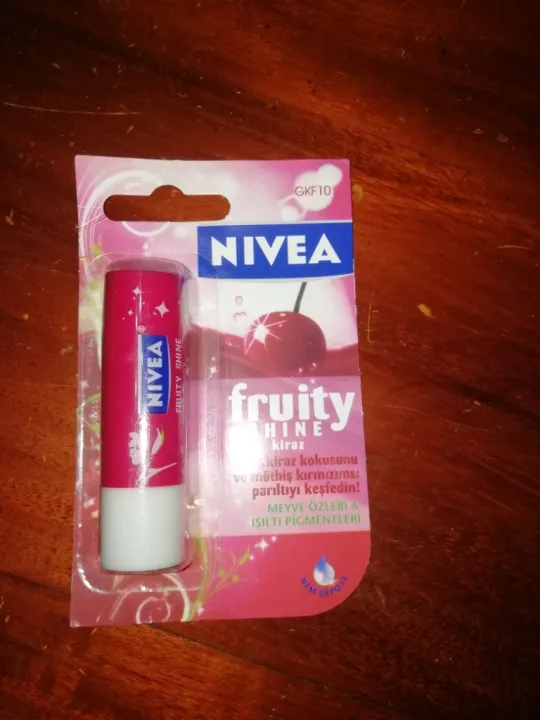 GKF10
NIVEA
fruity
SHINE
kiraz
kiraz kokusunu
ve müthiş kırmızımsı
parıltıyı keşfedin!
MEYVE ÖZLERİ &
IŞILTI PİGMENTLERİ
NEM DEPOSU
NIVEA
FRUITY SHINE